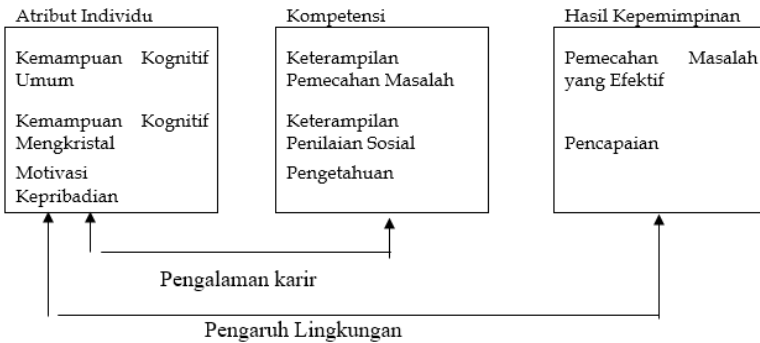 Atribut Individu
Kemampuan Kognitif
Umum
Kemampuan Kognitif
Mengkristal
Motivasi
Kepribadian
Kompetensi
Keterampilan
Pemecahan Masalah
Keterampilan
Penilaian Sosial
Pengetahuan
Hasil Kepemimpinan
Pemecahan Masalah
yang Efektif
Pencapaian
Pengalaman karir
Pengaruh Lingkungan